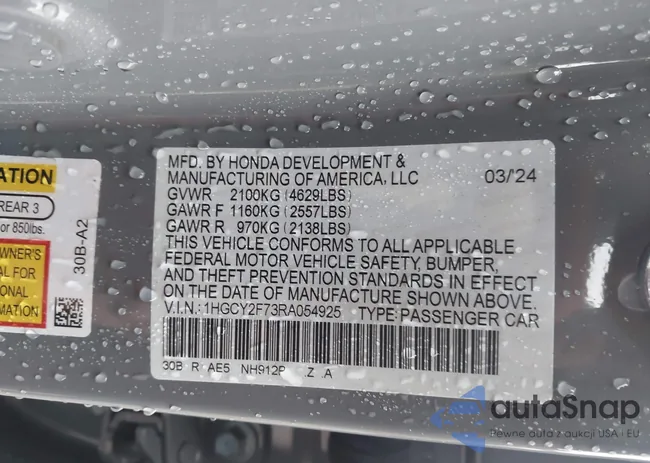 ATION
REAR 3
or 850lbs.
WNER'S
AL FOR
IONAL
MATION
30B-A2
MFD. BY HONDA DEVELOPMENT &
MANUFACTURING OF AMERICA, LLC 03/'24
GVWR 2100KG (4629LBS)
GAWR F 1160KG (2557LBS)
GAWR R 970KG (2138LBS)
THIS VEHICLE CONFORMS TO ALL APPLICABLE
FEDERAL MOTOR VEHICLE SAFETY, BUMPER,
AND THEFT PREVENTION STANDARDS IN EFFECT
ON THE DATE OF MANUFACTURE SHOWN ABOVE.
V.I.N.: 1HGCY2F73RA054925 TYPE: PASSENGER CAR
30B R AE5 NH912P .Z .A
autaSnap
Pewne auta z aukcji USA i EU